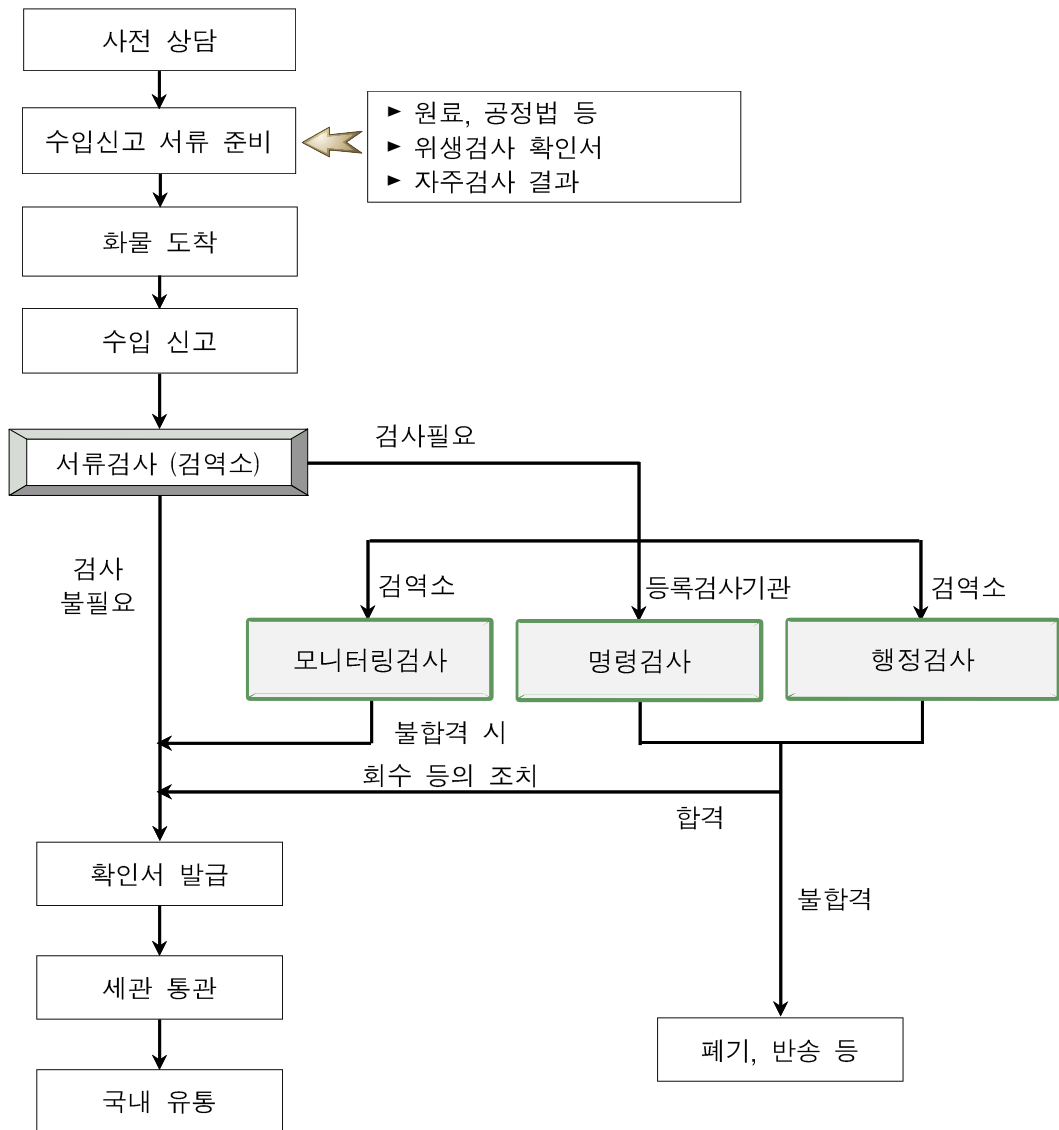 사전 상담
수입신고 서류 준비
► 원료, 공정법 등
► 위생검사 확인서
► 자주검사 결과
화물 도착
수입 신고
서류검사 (검역소)
검사필요
검사
불필요
검역소
등록검사기관
검역소
모니터링검사
명령검사
행정검사
불합격 시
회수 등의 조치
합격
불합격
확인서 발급
세관 통관
폐기, 반송 등
국내 유통